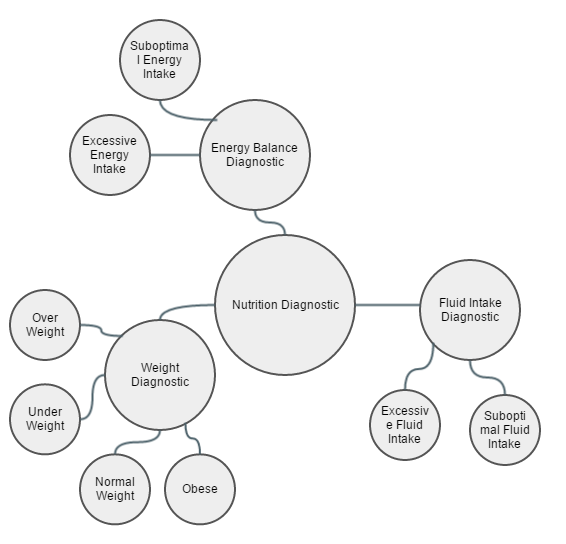 Suboptima
l Energy
Intake
Excessive
Energy
Intake
Energy Balance
Diagnostic
Nutrition Diagnostic
Fluid Intake
Diagnostic
Over
Weight
Weight
Diagnostic
Under
Weight
Excessiv
e Fluid
Intake
Subopti
mal Fluid
Intake
Normal
Weight
Obese